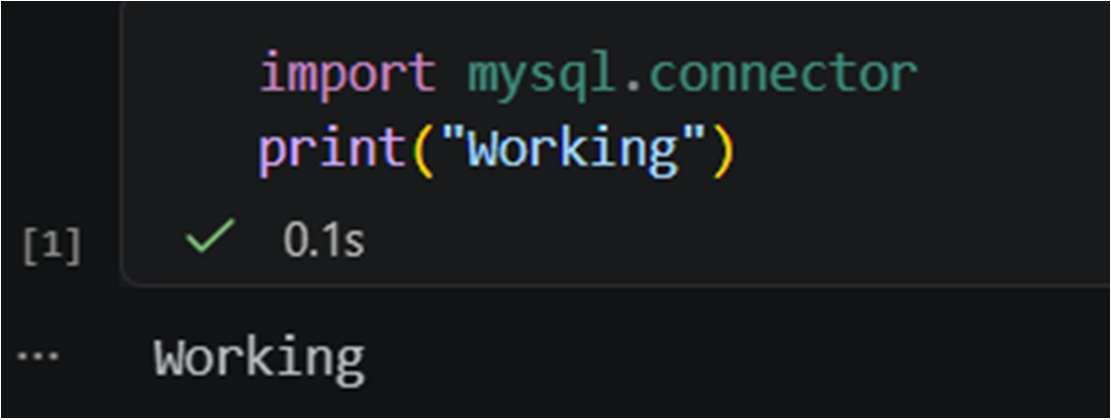 import mysql.connector
print("Working")
[1] 0.1s
... Working